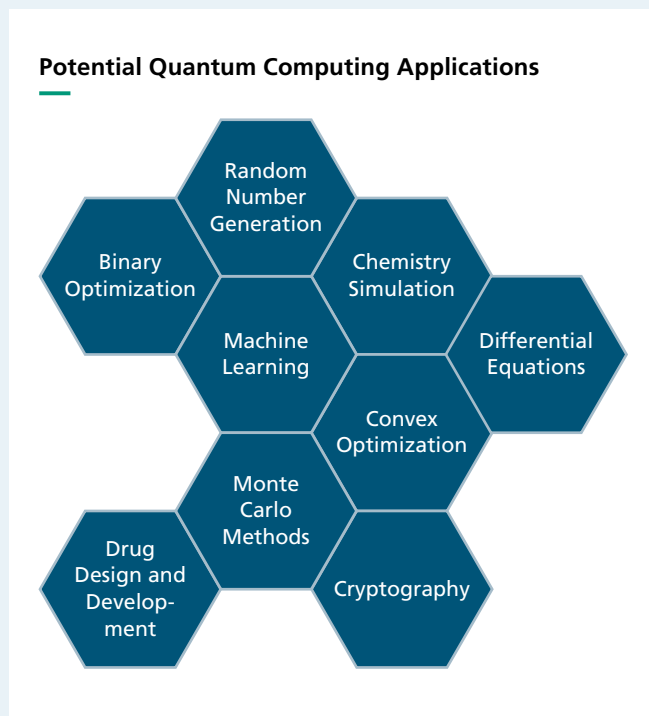 Potential Quantum Computing Applications
Random
Number
Generation
Binary
Optimization
Chemistry
Simulation
Machine
Learning
Differential
Equations
Convex
Optimization
Monte
Carlo
Methods
Drug
Design and
Develop-
ment
Cryptography